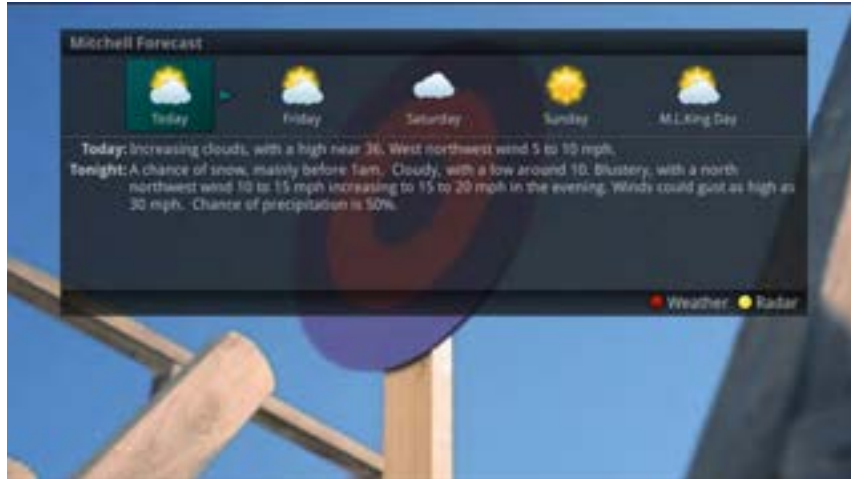 Mitchell Forecast
Today Friday Saturday Sunday M.L.King Day
Today: Increasing clouds, with a high near 36. West northwest wind 5 to 10 mph.
Tonight: A chance of snow, mainly before 1am. Cloudy, with a low around 10. Blustery, with a north
northwest wind 10 to 15 mph increasing to 15 to 20 mph in the evening. Winds could gust as high as
30 mph. Chance of precipitation is 50%.
Weather Radar